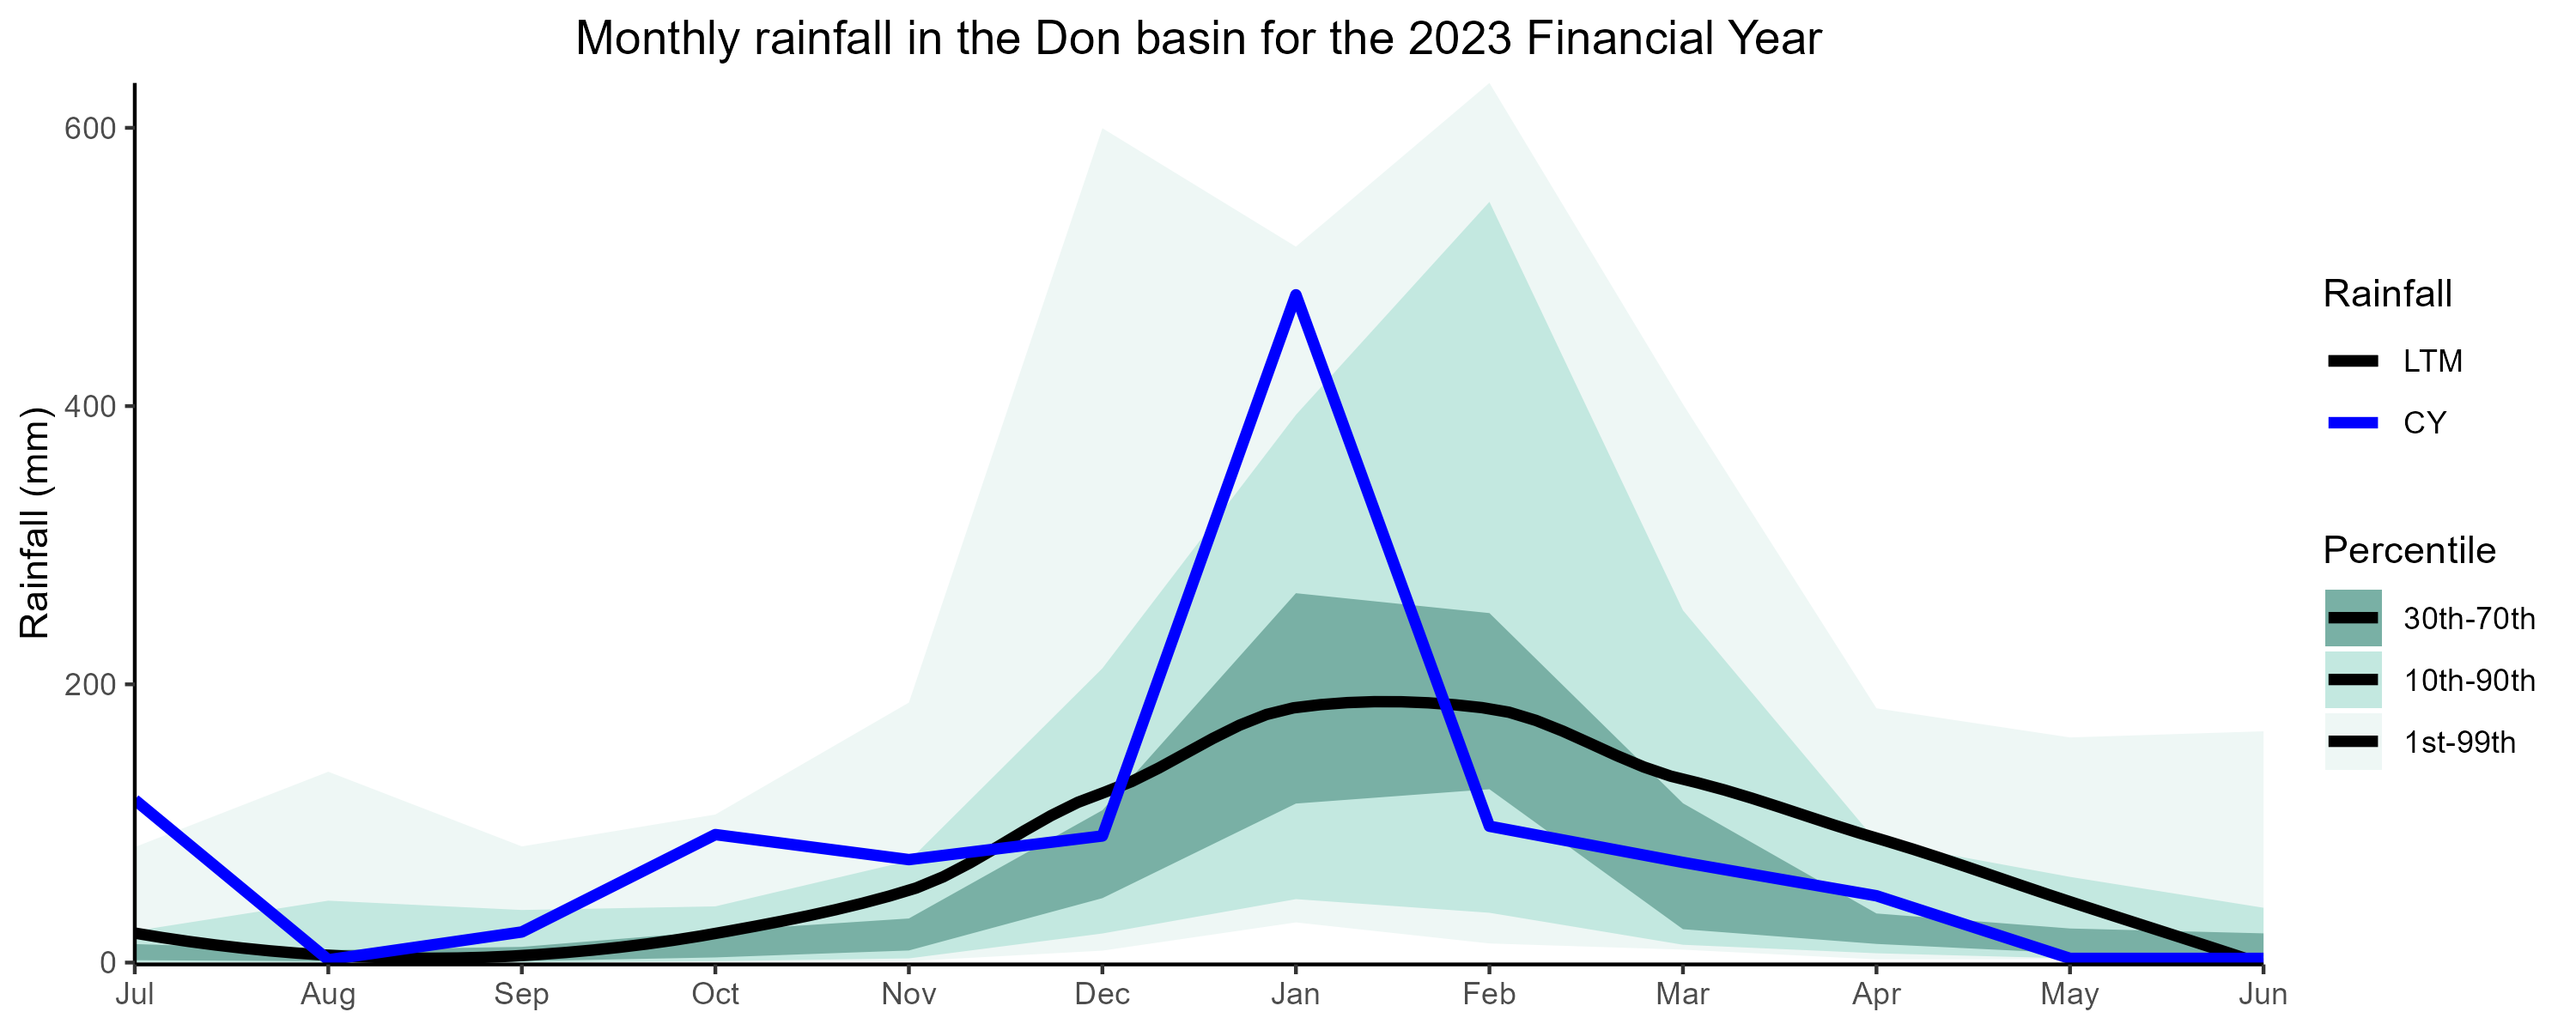 Monthly rainfall in the Don basin for the 2023 Financial Year
Rainfall (mm)
600
400
200
0
Jul Aug Sep Oct Nov Dec Jan Feb Mar Apr May Jun
Rainfall
LTM
CY
Percentile
30th-70th
10th-90th
1st-99th